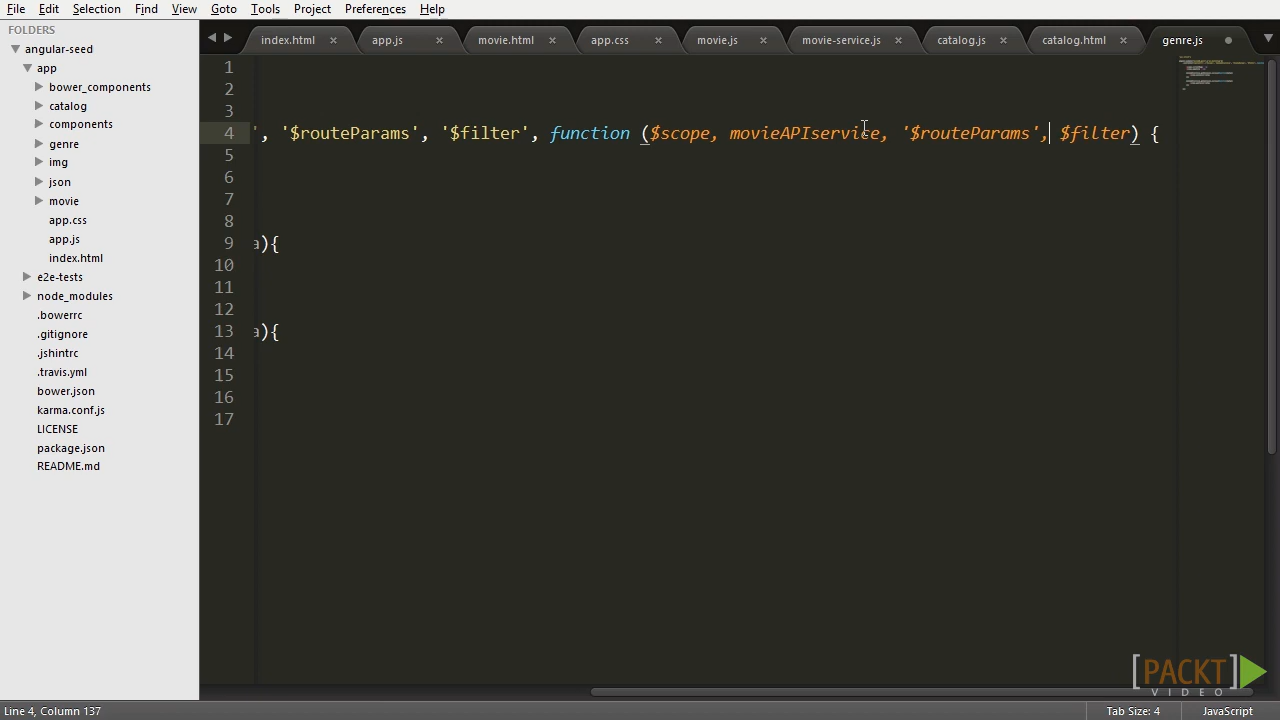 File Edit Selection Find View Goto Tools Project Preferences Help
FOLDERS
angular-seed
app
bower_components
catalog
components
genre
img
json
movie
app.css
app.js
index.html
e2e-tests
node_modules
.bowerrc
.gitignore
.jshintrc
.travis.yml
bower.json
karma.conf.js
LICENSE
package.json
README.md
index.html × app.js × movie.html × app.css × movie.js × movie-service.js × catalog.js × catalog.html × genre.js
1
2
3
4 ', '$routeParams', '$filter', function ($scope, movieAPIservice, '$routeParams', $filter) {
5
6
7
8
9 a){
10
11
12
13 a){
14
15
16
17
[PACKT]
VIDEO
Line 4, Column 137 Tab Size: 4 JavaScript